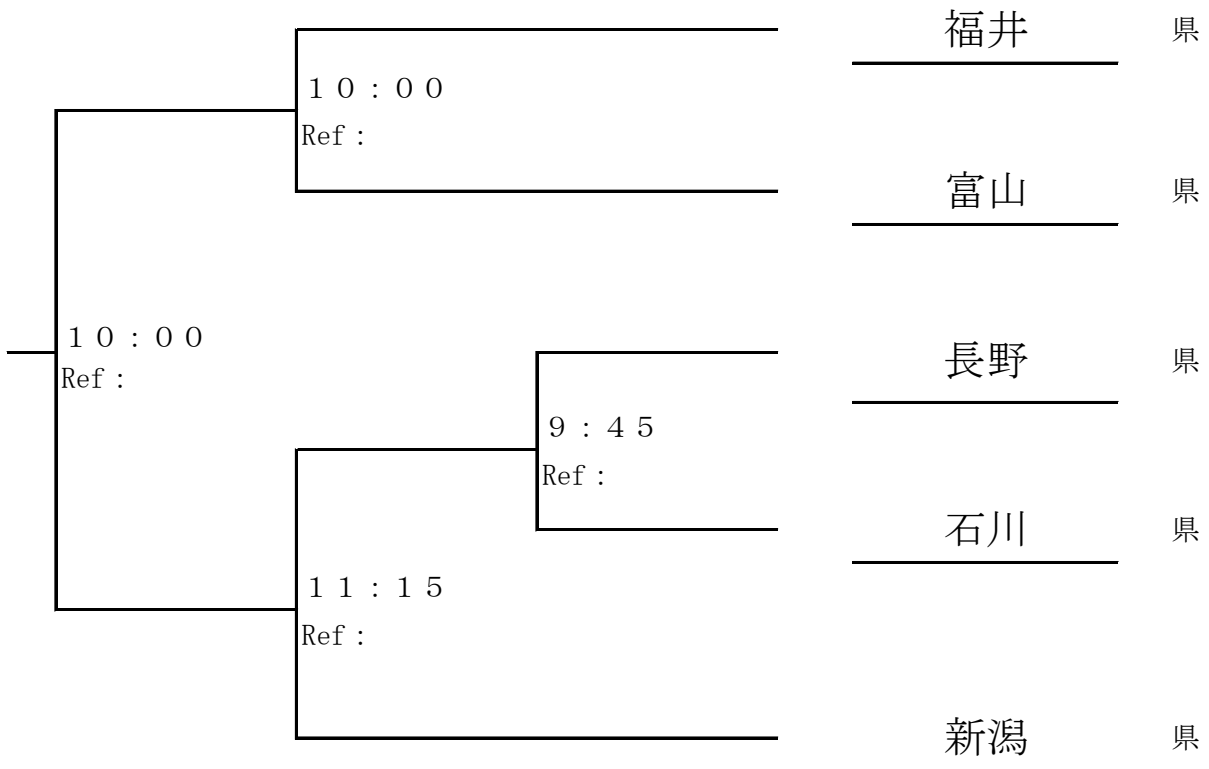 福井 県
１０：００
Ref：
富山 県
１０：００
Ref：
長野 県
９：４５
Ref：
石川 県
１１：１５
Ref：
新潟 県